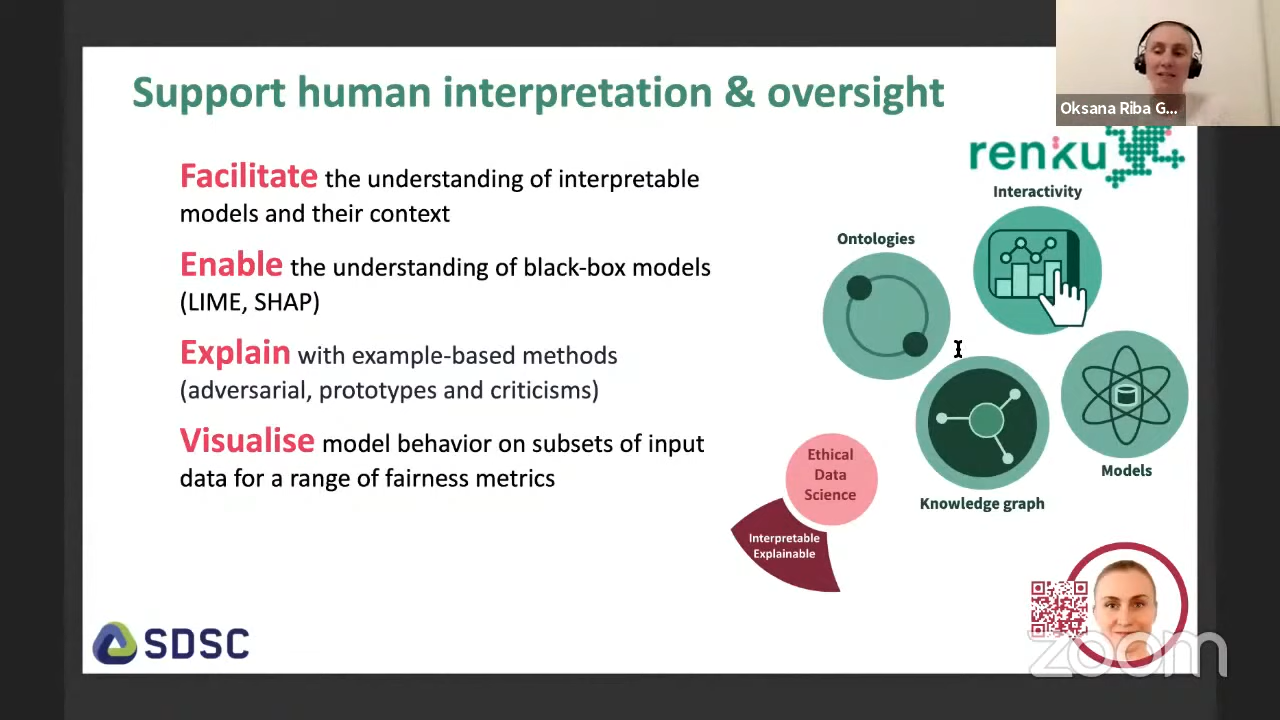 Support human interpretation & oversight
Oksana Riba G...
Facilitate the understanding of interpretable
models and their context
Enable the understanding of black-box models
(LIME, SHAP)
Explain with example-based methods
(adversarial, prototypes and criticisms)
Visualise model behavior on subsets of input
data for a range of fairness metrics
renku
Interactivity
Ontologies
Models
Knowledge graph
Ethical
Data
Science
Interpretable
Explainable
SDSC
zoom